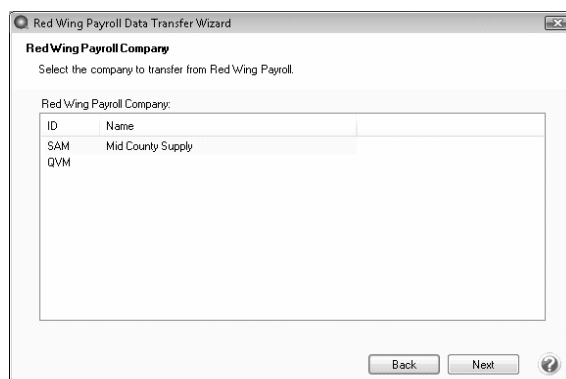 Red Wing Payroll Data Transfer Wizard
Red Wing Payroll Company
Select the company to transfer from Red Wing Payroll.
Red Wing Payroll Company:
ID Name
SAM Mid County Supply
QVM
Back Next ?